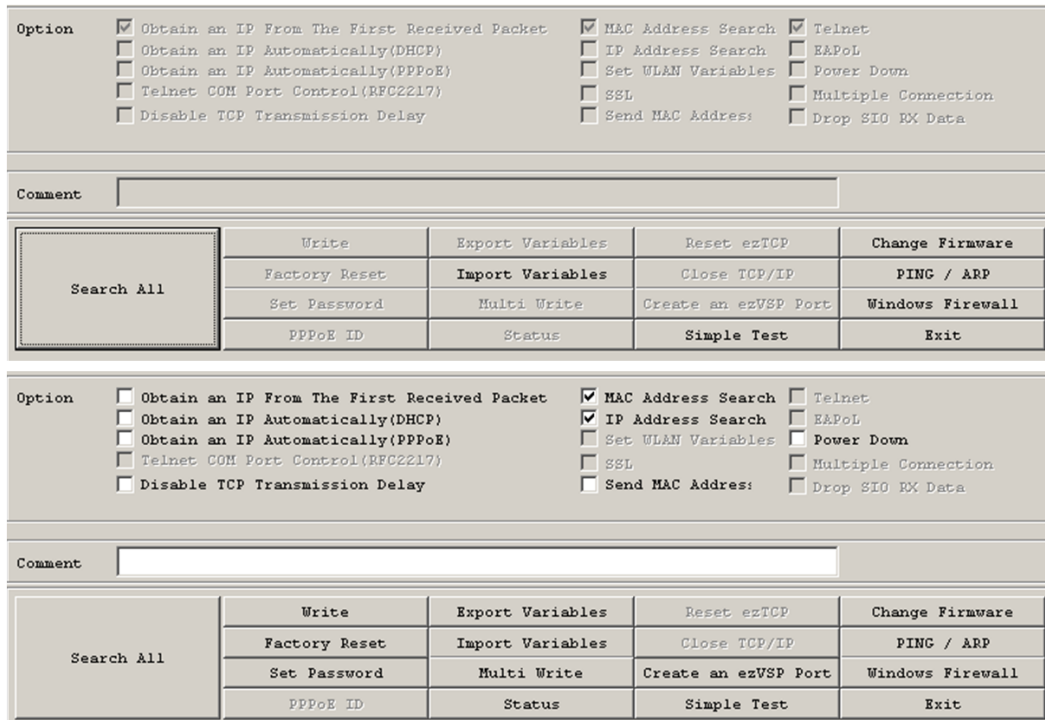 Option Obtain an IP From The First Received Packet MAC Address Search Telnet
Obtain an IP Automatically(DHCP) IP Address Search EAPoL
Obtain an IP Automatically(PPPoE) Set WLAN Variables Power Down
Telnet COM Port Control(RFC2217) SSL Multiple Connection
Disable TCP Transmission Delay Send MAC Address Drop SIO RX Data
Comment
Search All
Write Export Variables Reset ezTCP Change Firmware
Factory Reset Import Variables Close TCP/IP PING / ARP
Set Password Multi Write Create an ezVSP Port Windows Firewall
PPPoE ID Status Simple Test Exit
Option Obtain an IP From The First Received Packet MAC Address Search Telnet
Obtain an IP Automatically(DHCP) IP Address Search EAPoL
Obtain an IP Automatically(PPPoE) Set WLAN Variables Power Down
Telnet COM Port Control(RFC2217) SSL Multiple Connection
Disable TCP Transmission Delay Send MAC Address Drop SIO RX Data
Comment
Search All
Write Export Variables Reset ezTCP Change Firmware
Factory Reset Import Variables Close TCP/IP PING / ARP
Set Password Multi Write Create an ezVSP Port Windows Firewall
PPPoE ID Status Simple Test Exit